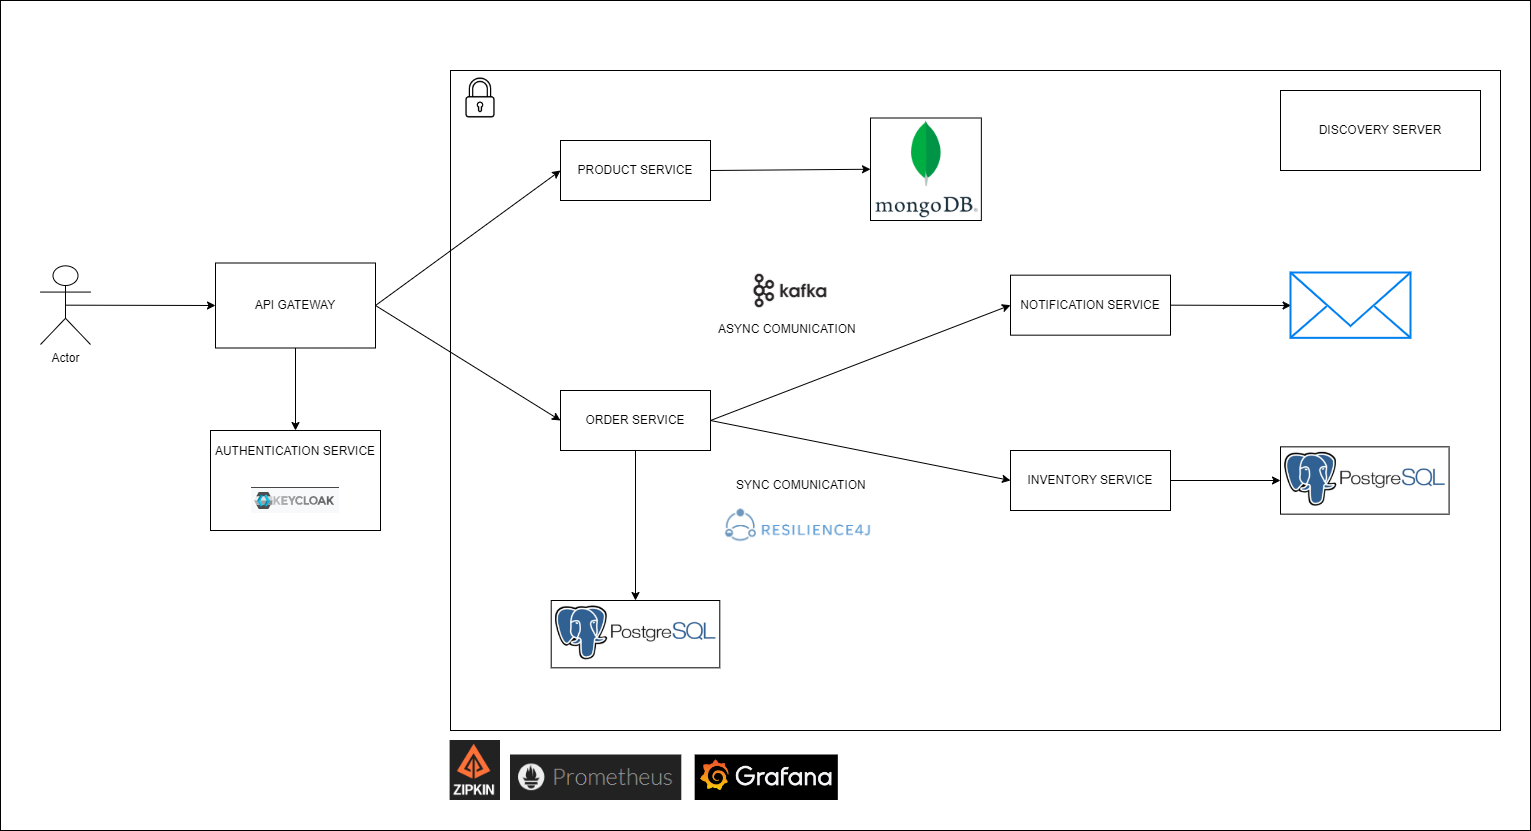 DISCOVERY SERVER
PRODUCT SERVICE
mongoDB
kafka
ASYNC COMUNICATION
API GATEWAY
NOTIFICATION SERVICE
Actor
ORDER SERVICE
AUTHENTICATION SERVICE
KEYCLOAK
SYNC COMUNICATION
RESILIENCE4J
INVENTORY SERVICE
PostgreSQL
PostgreSQL
ZIPKIN
Prometheus
Grafana